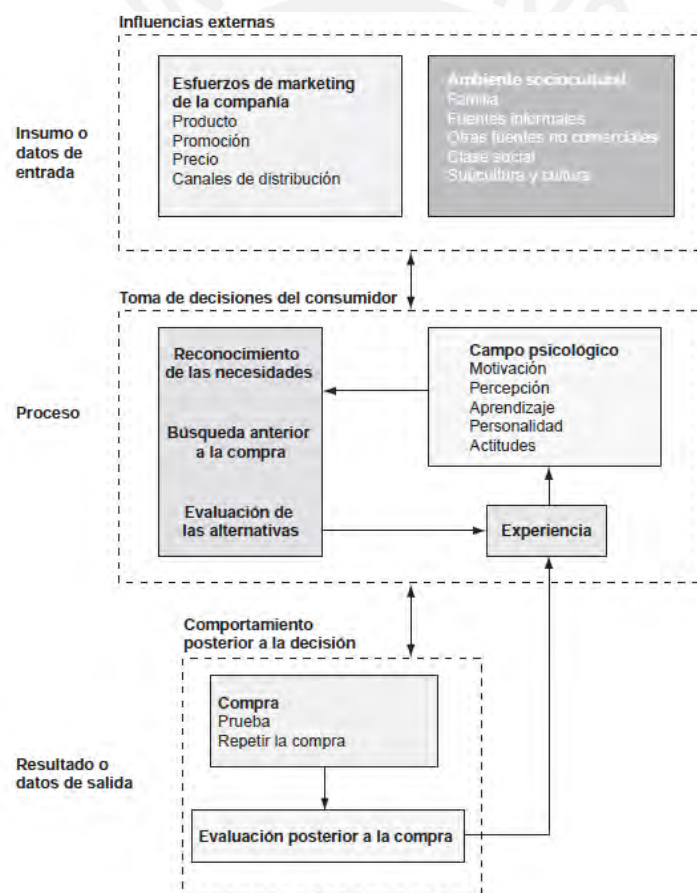 Influencias externas
Esfuerzos de marketing
de la compañía
Producto
Promoción
Precio
Canales de distribución
Ambiente sociocultural
Familia
Fuentes informales
Otras fuentes no comerciales
Clase social
Subcultura y cultura
Insumo o
datos de
entrada
Toma de decisiones del consumidor
Reconocimiento
de las necesidades
Búsqueda anterior
a la compra
Evaluación de
las alternativas
Campo psicológico
Motivación
Percepción
Aprendizaje
Personalidad
Actitudes
Experiencia
Proceso
Comportamiento
posterior a la decisión
Compra
Prueba
Repetir la compra
Evaluación posterior a la compra
Resultado o
datos de salida